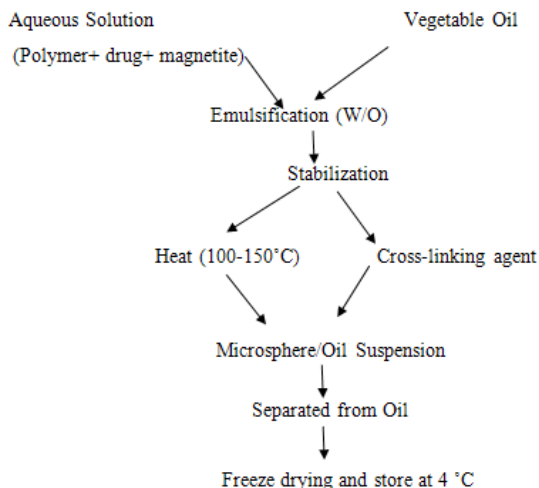 Aqueous Solution
Vegetable Oil
(Polymer+ drug+ magnetite)
Emulsification (W/O)
Stabilization
Heat (100-150˚C)
Cross-linking agent
Microsphere/Oil Suspension
Separated from Oil
Freeze drying and store at 4 ˚C